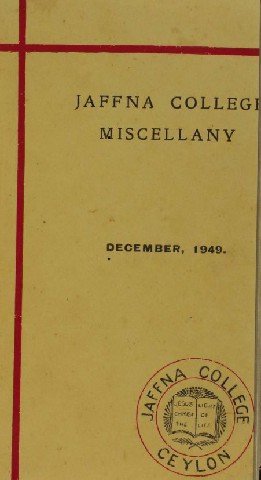 JAFFNA COLLEGE
MISCELLANY
DECEMBER, 1949.
JAFFNA COLLEGE
CEYLON